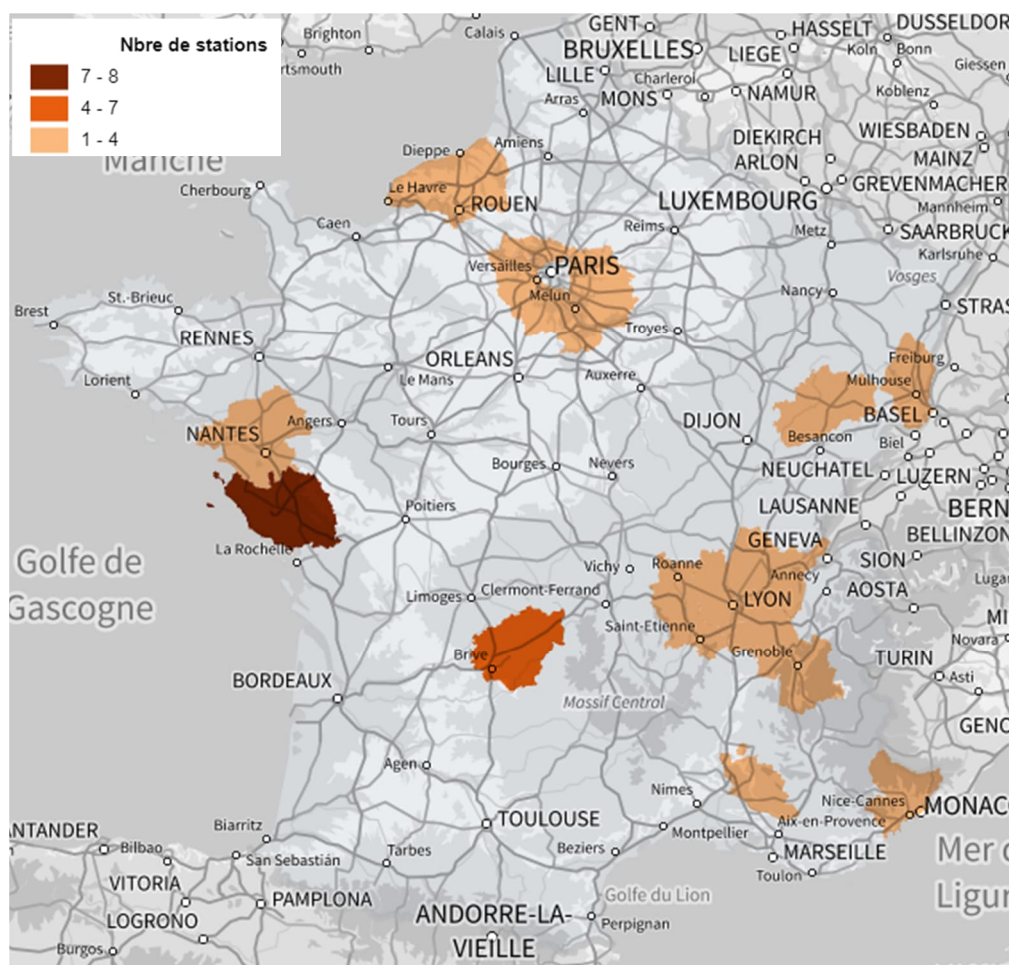 Nbre de stations
7 - 8
4 - 7
1 - 4
Brighton
rtsmouth
Calais
GENT
BRUXELLES
LILLE
Charleroi
MONS
NAMUR
Arras
LIEGE
HASSELT
DUSSELDOR
Koln
Bonn
Giessen
Koblenz
WIESBADEN
MAINZ
DIEKIRCH
ARLON
GREVENMACHER
LUXEMBOURG
Mannheim
SAARBRUCK
Karlsruhe
Manche
Cherbourg
Dieppe
Amiens
Le Havre
ROUEN
Caen
Reims
Metz
Versailles
PARIS
Melun
Vosges
Nancy
STRAS
Brest
St.-Brieuc
RENNES
Troyes
Lorient
Le Mans
ORLEANS
Auxerre
Freiburg
Mulhouse
BASEL
NANTES
Angers
Tours
DIJON
Besancon
Biel
Bourges
Nevers
NEUCHATEL
LUZERN
Poitiers
LAUSANNE
BERN
BELLINZON
La Rochelle
GENEVA
SION
Golfe de
Gascogne
Vichy
Roanne
Annecy
AOSTA
Lugar
Limoges
Clermont-Ferrand
LYON
MI
Saint-Etienne
Novara
Brive
Grenoble
TURIN
Asti
BORDEAUX
Massif Central
GENO
Agen
Nimes
Nice-Cannes
MONACO
Biarritz
TOULOUSE
Montpellier
Aix-en-Provence
ANTANDER
Bilbao
San Sebastián
Tarbes
Beziers
MARSEILLE
Toulon
Mer d
Ligur
VITORIA
PAMPLONA
LOGRONO
Golfe du Lion
ANDORRE-LA-
VIEILLE
Perpignan
Burgos